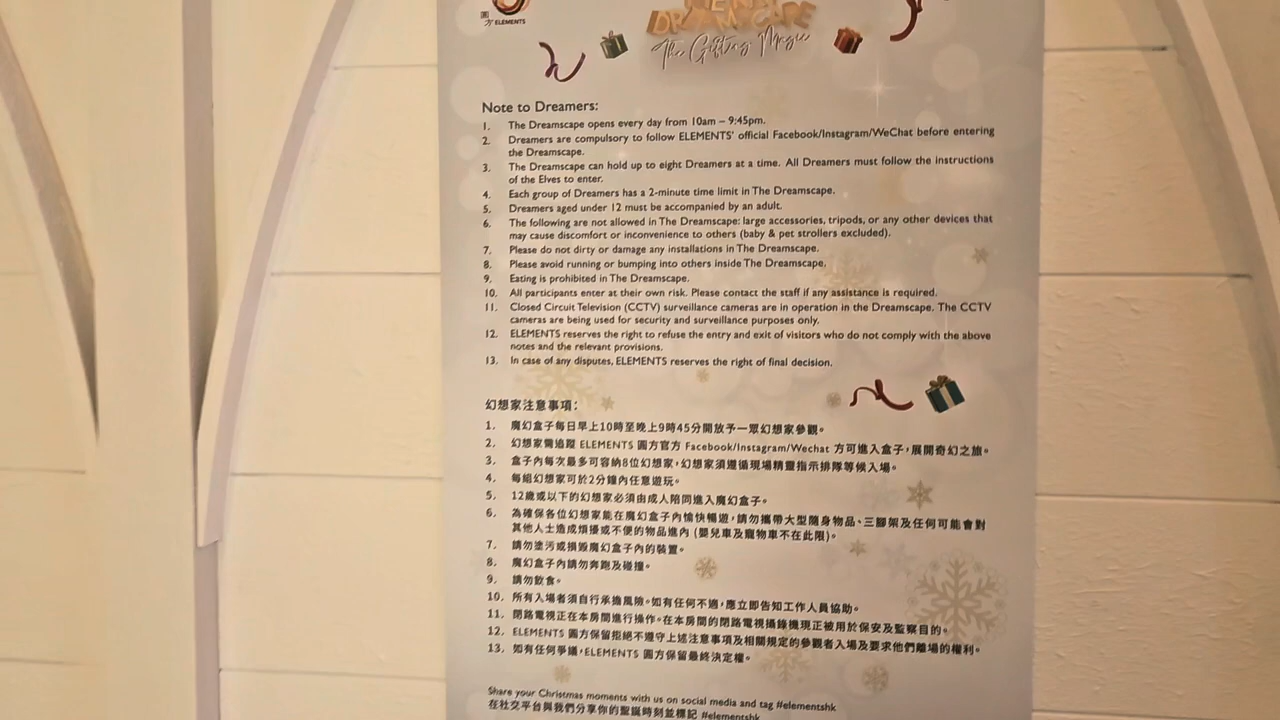 圓方 ELEMENTS
DREAMSCAPE
The Gifting Magic
Note to Dreamers:
1. The Dreamscape opens every day from 10am – 9:45pm.
2. Dreamers are compulsory to follow ELEMENTS' official Facebook/Instagram/WeChat before entering
the Dreamscape.
3. The Dreamscape can hold up to eight Dreamers at a time. All Dreamers must follow the instructions
of the Elves to enter.
4. Each group of Dreamers has a 2-minute time limit in The Dreamscape.
5. Dreamers aged under 12 must be accompanied by an adult.
6. The following are not allowed in The Dreamscape: large accessories, tripods, or any other devices that
may cause discomfort or inconvenience to others (baby & pet strollers excluded).
7. Please do not dirty or damage any installations in The Dreamscape.
8. Please avoid running or bumping into others inside The Dreamscape.
9. Eating is prohibited in The Dreamscape.
10. All participants enter at their own risk. Please contact the staff if any assistance is required.
11. Closed Circuit Television (CCTV) surveillance cameras are in operation in the Dreamscape. The CCTV
cameras are being used for security and surveillance purposes only.
12. ELEMENTS reserves the right to refuse the entry and exit of visitors who do not comply with the above
notes and the relevant provisions.
13. In case of any disputes, ELEMENTS reserves the right of final decision.
幻想家注意事項：
1. 魔幻盒子每日早上10時至晚上9時45分開放予一眾幻想家參觀。
2. 幻想家需追蹤 ELEMENTS 圓方官方 Facebook/Instagram/Wechat 方可進入盒子，展開奇幻之旅。
3. 盒子內每次最多可容納8位幻想家，幻想家須遵循現場精靈指示排隊等候入場。
4. 每組幻想家可於2分鐘內任意遊玩。
5. 12歲或以下的幻想家必須由成人陪同進入魔幻盒子。
6. 為確保各位幻想家能在魔幻盒子內愉快暢遊，請勿攜帶大型隨身物品、三腳架及任何可能會對
其他人士造成煩擾或不便的物品進內 (嬰兒車及寵物車不在此限)。
7. 請勿塗污或損毀魔幻盒子內的裝置。
8. 魔幻盒子內請勿奔跑及碰撞。
9. 請勿飲食。
10. 所有入場者須自行承擔風險。如有任何不適，應立即告知工作人員協助。
11. 閉路電視正在本房間進行操作。在本房間的閉路電視攝錄機現正被用於保安及監察目的。
12. ELEMENTS 圓方保留拒絕不遵守上述注意事項及相關規定的參觀者入場及要求他們離場的權利。
13. 如有任何爭議，ELEMENTS 圓方保留最終決定權。
Share your Christmas moments with us on social media and tag #elementshk
在社交平台與我們分享你的聖誕時刻並標記 #elementshk